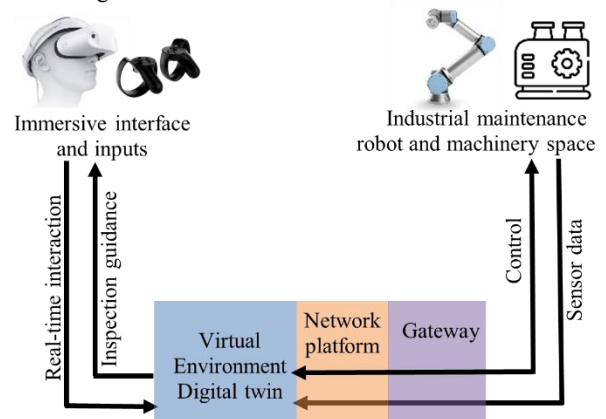 Immersive interface
and inputs
Industrial maintenance
robot and machinery space
Real-time interaction
Inspection guidance
Control
Sensor data
Virtual
Environment
Digital twin
Network
platform
Gateway